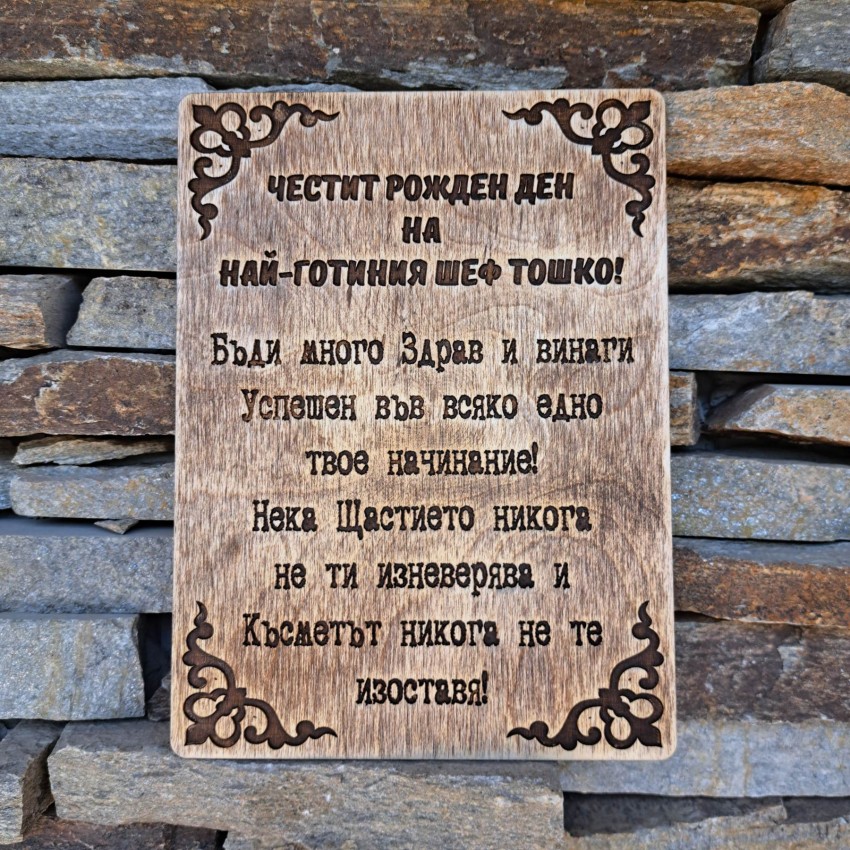 ЧЕСТИТ РОЖДЕН ДЕН
НА
НАЙ-ГОТИНИЯ ШЕФ ТОШКО!
Бъди много Здрав и винаги
Успешен във всяко едно
твое начинание!
Нека Щастието никога
не ти изневерява и
Късметът никога не те
изоставя!